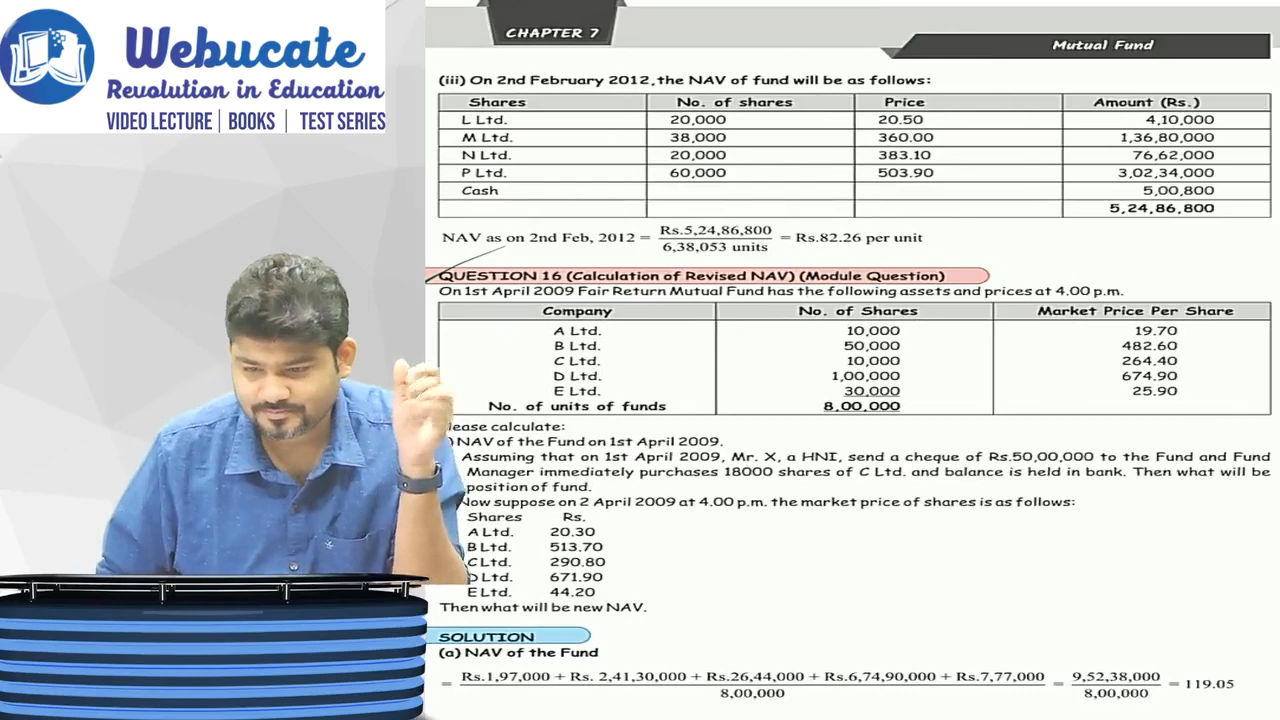 Webucate
Revolution in Education
VIDEO LECTURE | BOOKS | TEST SERIES
CHAPTER 7
Mutual Fund
(iii) On 2nd February 2012, the NAV of fund will be as follows:
Shares No. of shares Price Amount (Rs.)
L Ltd. 20,000 20.50 4,10,000
M Ltd. 38,000 360.00 1,36,80,000
N Ltd. 20,000 383.10 76,62,000
P Ltd. 60,000 503.90 3,02,34,000
Cash 5,00,800
5,24,86,800
NAV as on 2nd Feb, 2012 = Rs.5,24,86,800 / 6,38,053 units = Rs.82.26 per unit
QUESTION 16 (Calculation of Revised NAV) (Module Question)
On 1st April 2009 Fair Return Mutual Fund has the following assets and prices at 4.00 p.m.
Company No. of Shares Market Price Per Share
A Ltd. 10,000 19.70
B Ltd. 50,000 482.60
C Ltd. 10,000 264.40
D Ltd. 1,00,000 674.90
E Ltd. 30,000 25.90
No. of units of funds 8,00,000
lease calculate:
) NAV of the Fund on 1st April 2009.
Assuming that on 1st April 2009, Mr. X, a HNI, send a cheque of Rs.50,00,000 to the Fund and Fund
Manager immediately purchases 18000 shares of C Ltd. and balance is held in bank. Then what will be
position of fund.
Now suppose on 2 April 2009 at 4.00 p.m. the market price of shares is as follows:
Shares Rs.
A Ltd. 20.30
B Ltd. 513.70
C Ltd. 290.80
D Ltd. 671.90
E Ltd. 44.20
Then what will be new NAV.
SOLUTION
(a) NAV of the Fund
= Rs.1,97,000 + Rs. 2,41,30,000 + Rs.26,44,000 + Rs.6,74,90,000 + Rs.7,77,000 / 8,00,000 = 9,52,38,000 / 8,00,000 = 119.05